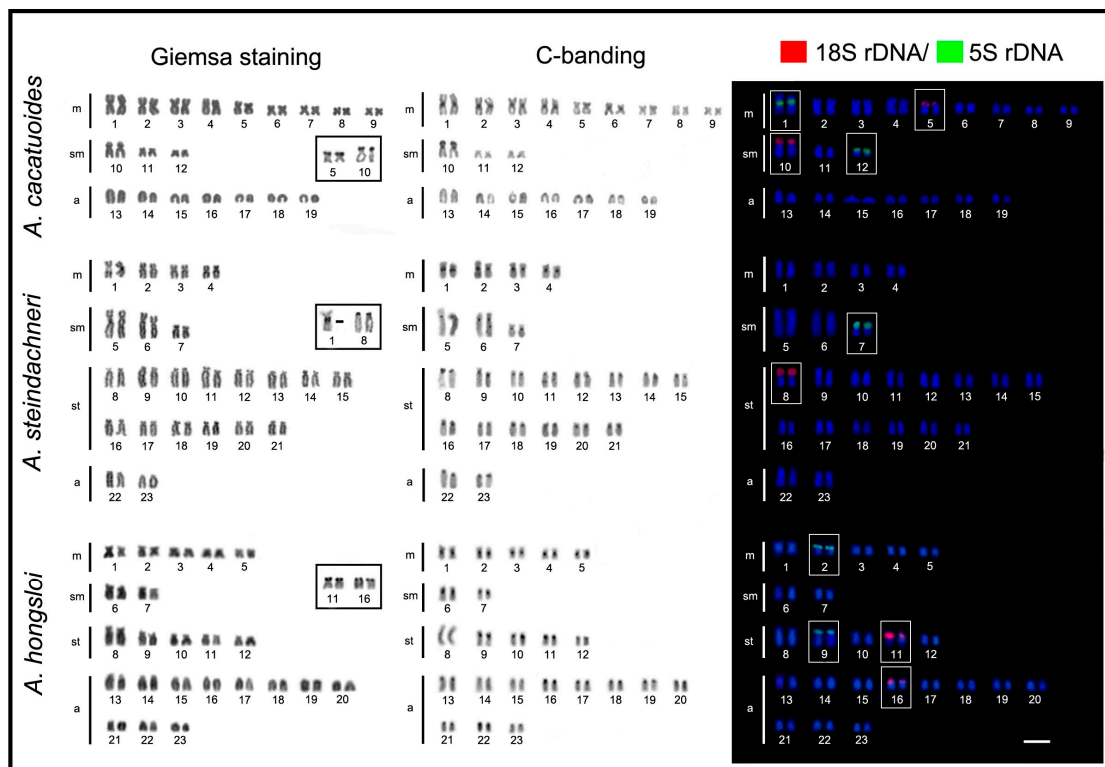 Giemsa staining
C-banding
18S rDNA/ 5S rDNA
A. cacatuoides
m
1 2 3 4 5 6 7 8 9
sm
10 11 12
5 10
a
13 14 15 16 17 18 19
m
1 2 3 4 5 6 7 8 9
sm
10 11 12
a
13 14 15 16 17 18 19
m
1 2 3 4 5 6 7 8 9
sm
10 11 12
a
13 14 15 16 17 18 19
A. steindachneri
m
1 2 3 4
sm
5 6 7
1 - 8
st
8 9 10 11 12 13 14 15
16 17 18 19 20 21
a
22 23
m
1 2 3 4
sm
5 6 7
st
8 9 10 11 12 13 14 15
16 17 18 19 20 21
a
22 23
m
1 2 3 4
sm
5 6 7
st
8 9 10 11 12 13 14 15
16 17 18 19 20 21
a
22 23
A. hongsloi
m
1 2 3 4 5
sm
6 7
11 16
st
8 9 10 11 12
a
13 14 15 16 17 18 19 20
21 22 23
m
1 2 3 4 5
sm
6 7
st
8 9 10 11 12
a
13 14 15 16 17 18 19 20
21 22 23
m
1 2 3 4 5
sm
6 7
st
8 9 10 11 12
a
13 14 15 16 17 18 19 20
21 22 23